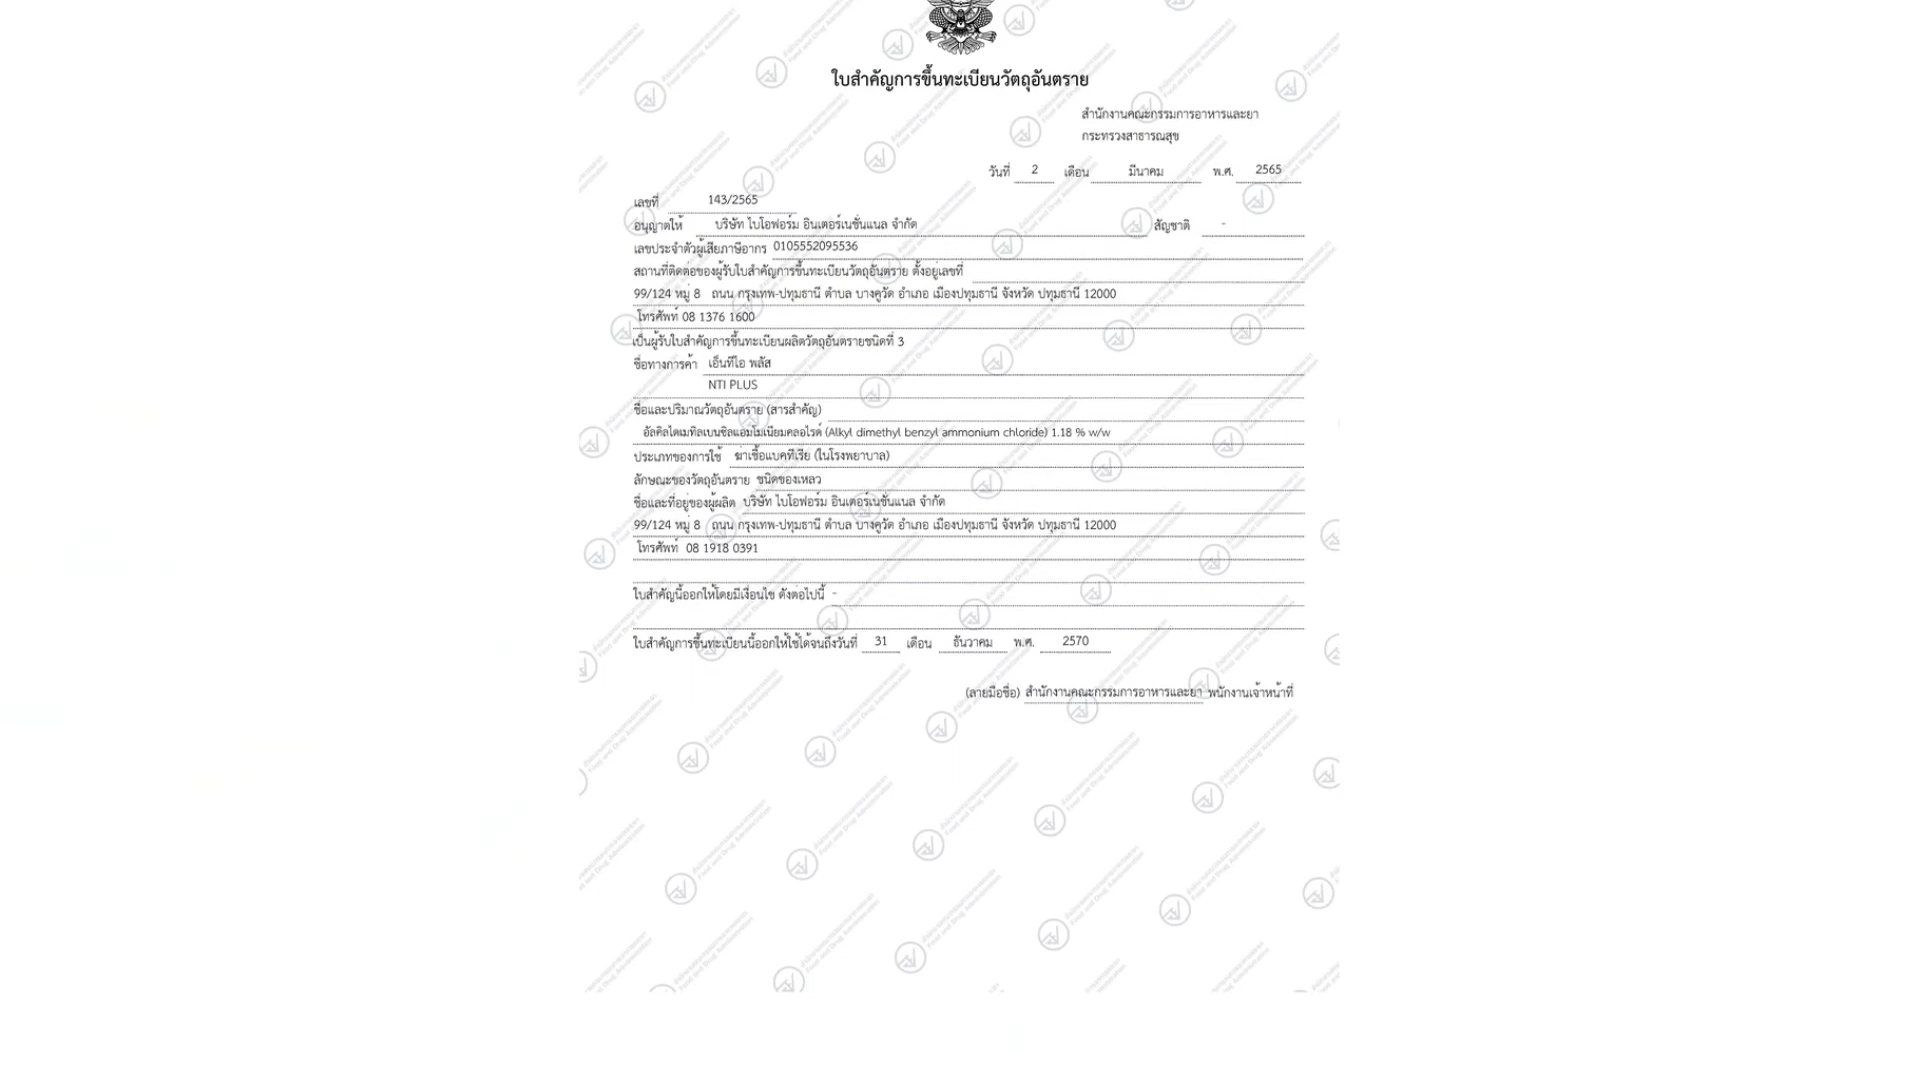 ใบสำคัญการขึ้นทะเบียนวัตถุอันตราย
สำนักงานคณะกรรมการอาหารและยา
กระทรวงสาธารณสุข
วันที่ 2 เดือน มีนาคม พ.ศ. 2565
เลขที่ 143/2565
อนุญาตให้ บริษัท ไบโอฟอร์ม อินเตอร์เนชั่นแนล จำกัด สัญชาติ -
เลขประจำตัวผู้เสียภาษีอากร 0105552095536
สถานที่ติดต่อของผู้รับใบสำคัญการขึ้นทะเบียนวัตถุอันตราย ตั้งอยู่เลขที่
99/124 หมู่ 8 ถนน กรุงเทพ-ปทุมธานี ตำบล บางคูวัด อำเภอ เมืองปทุมธานี จังหวัด ปทุมธานี 12000
โทรศัพท์ 08 1376 1600
เป็นผู้รับใบสำคัญการขึ้นทะเบียนผลิตวัตถุอันตรายชนิดที่ 3
ชื่อทางการค้า เอ็นทีไอ พลัส
NTI PLUS
ชื่อและปริมาณวัตถุอันตราย (สารสำคัญ)
อัลคิลไดเมทิลเบนซิลแอมโมเนียมคลอไรด์ (Alkyl dimethyl benzyl ammonium chloride) 1.18 % w/w
ประเภทของการใช้ ฆ่าเชื้อแบคทีเรีย (ในโรงพยาบาล)
ลักษณะของวัตถุอันตราย ชนิดของเหลว
ชื่อและที่อยู่ของผู้ผลิต บริษัท ไบโอฟอร์ม อินเตอร์เนชั่นแนล จำกัด
99/124 หมู่ 8 ถนน กรุงเทพ-ปทุมธานี ตำบล บางคูวัด อำเภอ เมืองปทุมธานี จังหวัด ปทุมธานี 12000
โทรศัพท์ 08 1918 0391
ใบสำคัญนี้ออกให้โดยมีเงื่อนไข ดังต่อไปนี้ -
ใบสำคัญการขึ้นทะเบียนนี้ออกให้ใช้ได้จนถึงวันที่ 31 เดือน ธันวาคม พ.ศ. 2570
(ลายมือชื่อ) สำนักงานคณะกรรมการอาหารและยา พนักงานเจ้าหน้าที่